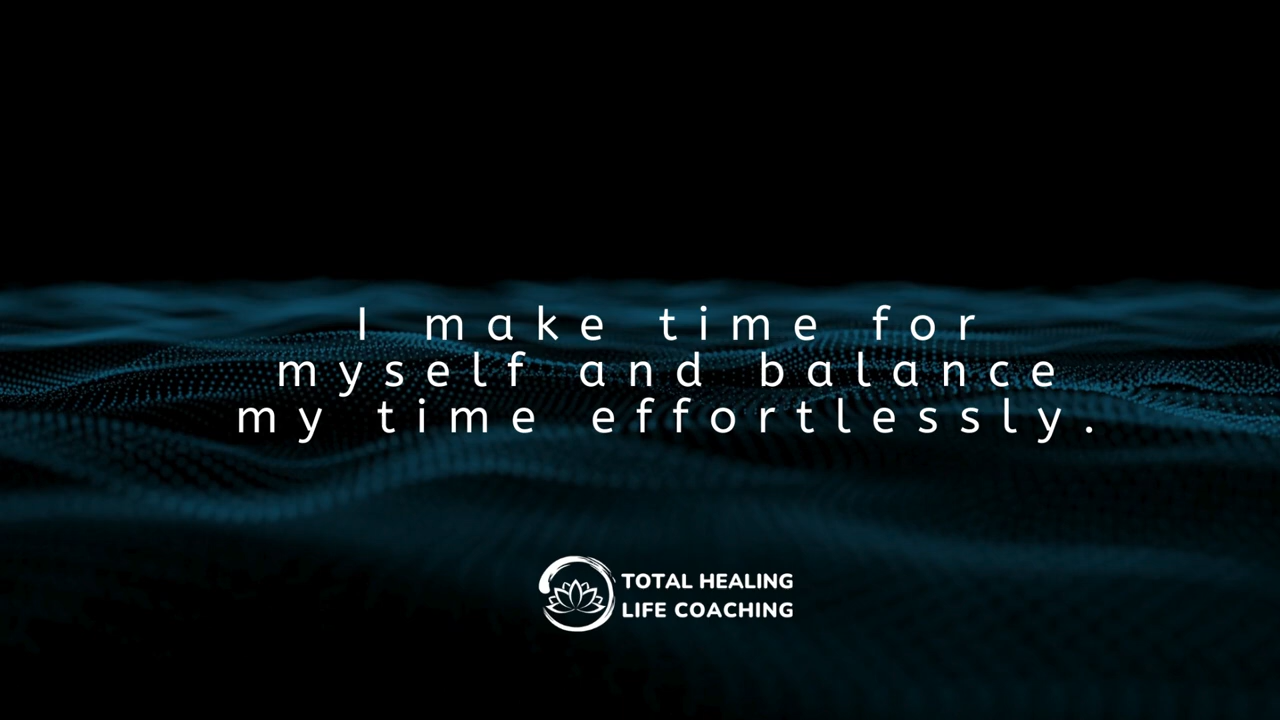 I make time for
myself and balance
my time effortlessly.
TOTAL HEALING
LIFE COACHING